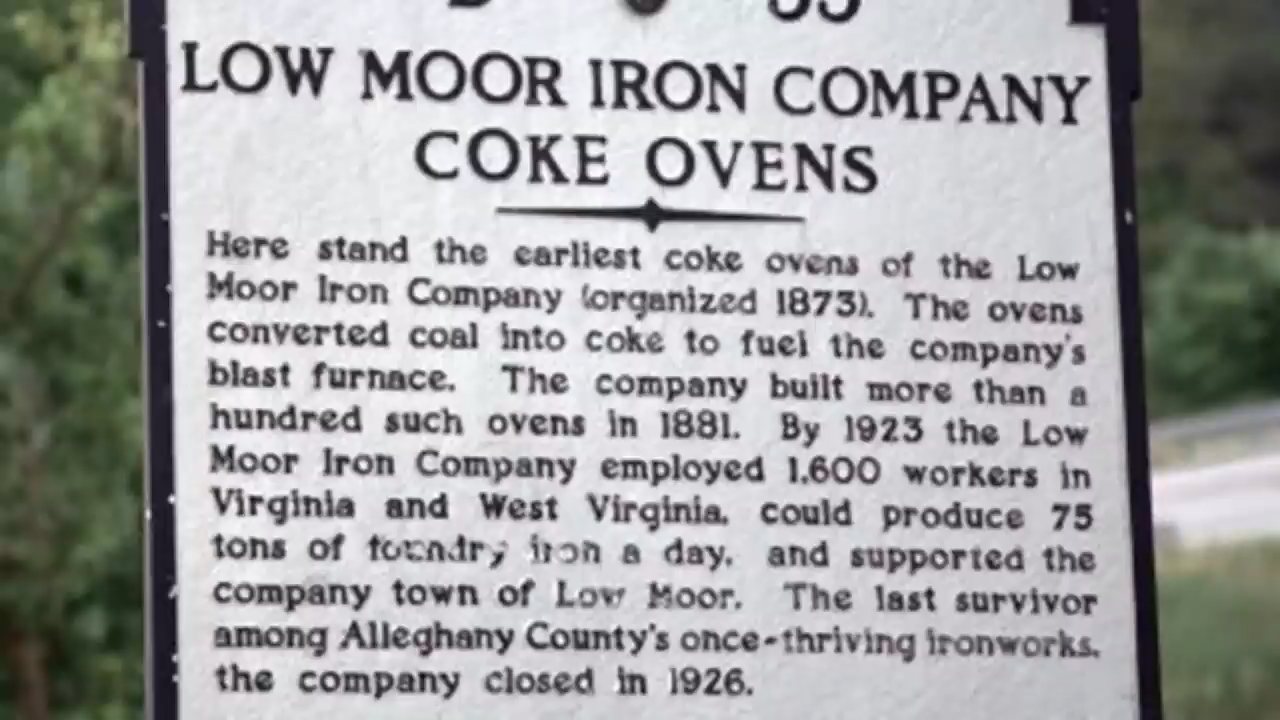 LOW MOOR IRON COMPANY
COKE OVENS
Here stand the earliest coke ovens of the Low
Moor Iron Company (organized 1873). The ovens
converted coal into coke to fuel the company's
blast furnace. The company built more than a
hundred such ovens in 1881. By 1923 the Low
Moor Iron Company employed 1,600 workers in
Virginia and West Virginia, could produce 75
tons of foundry iron a day, and supported the
company town of Low Moor. The last survivor
among Alleghany County's once-thriving ironworks,
the company closed in 1926.